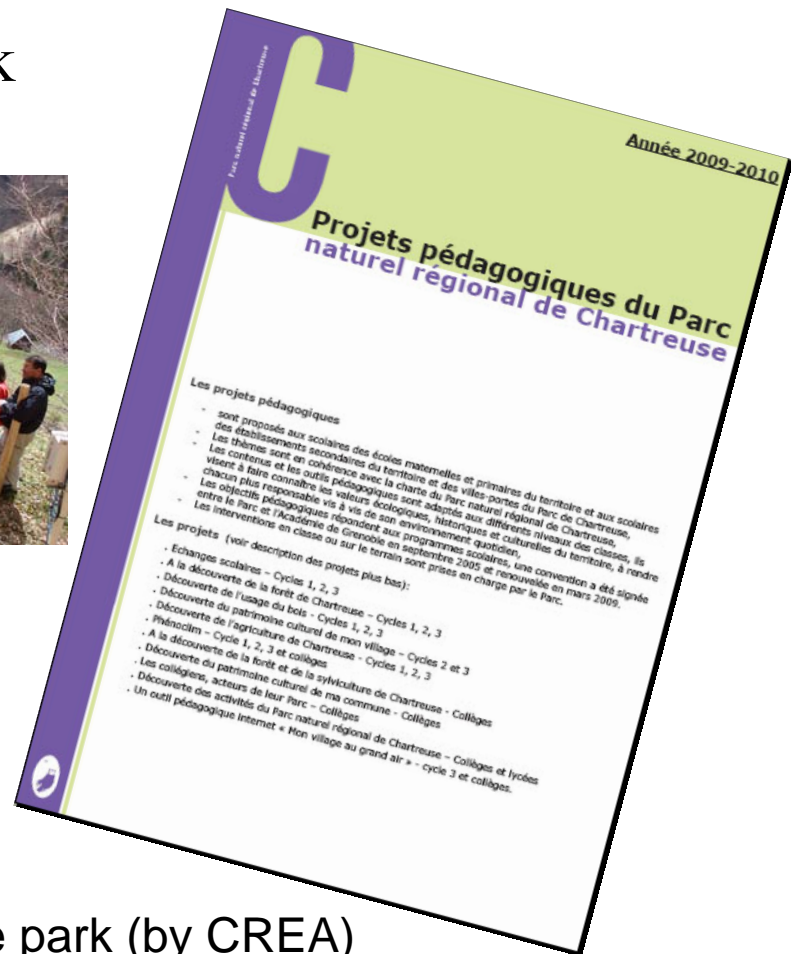 k
Parc naturel régional de Chartreuse
Année 2009-2010
C
Projets pédagogiques du Parc
naturel régional de Chartreuse
Les projets pédagogiques
- sont proposés aux scolaires des écoles maternelles et primaires du territoire et aux scolaires
des établissements secondaires du territoire et des villes-portes du Parc de Chartreuse,
- Les thèmes sont en cohérence avec la charte du Parc naturel régional de Chartreuse,
- Les contenus et les outils pédagogiques sont adaptés aux différents niveaux des classes, ils
visent à faire connaître les valeurs écologiques, historiques et culturelles du territoire, à rendre
chacun plus responsable vis à vis de son environnement quotidien,
- Les objectifs pédagogiques répondent aux programmes scolaires, une convention a été signée
entre le Parc et l'Académie de Grenoble en septembre 2005 et renouvelée en mars 2009.
- Les interventions en classe ou sur le terrain sont prises en charge par le Parc.
Les projets (voir description des projets plus bas):
. Echanges scolaires – Cycles 1, 2, 3
. A la découverte de la forêt de Chartreuse – Cycles 1, 2, 3
. Découverte de l'usage du bois - Cycles 1, 2, 3
. Découverte du patrimoine culturel de mon village – Cycles 2 et 3
. Découverte de l'agriculture de Chartreuse - Cycles 1, 2, 3
. Phénoclim – Cycle 1, 2, 3 et collèges
. A la découverte de la forêt et de la sylviculture de Chartreuse - Collèges
. Découverte du patrimoine culturel de ma commune - Collèges
. Les collégiens, acteurs de leur Parc – Collèges
. Découverte des activités du Parc naturel régional de Chartreuse – Collèges et lycées
. Un outil pédagogique Internet « Mon village au grand air » - cycle 3 et collèges.
e park (by CREA)